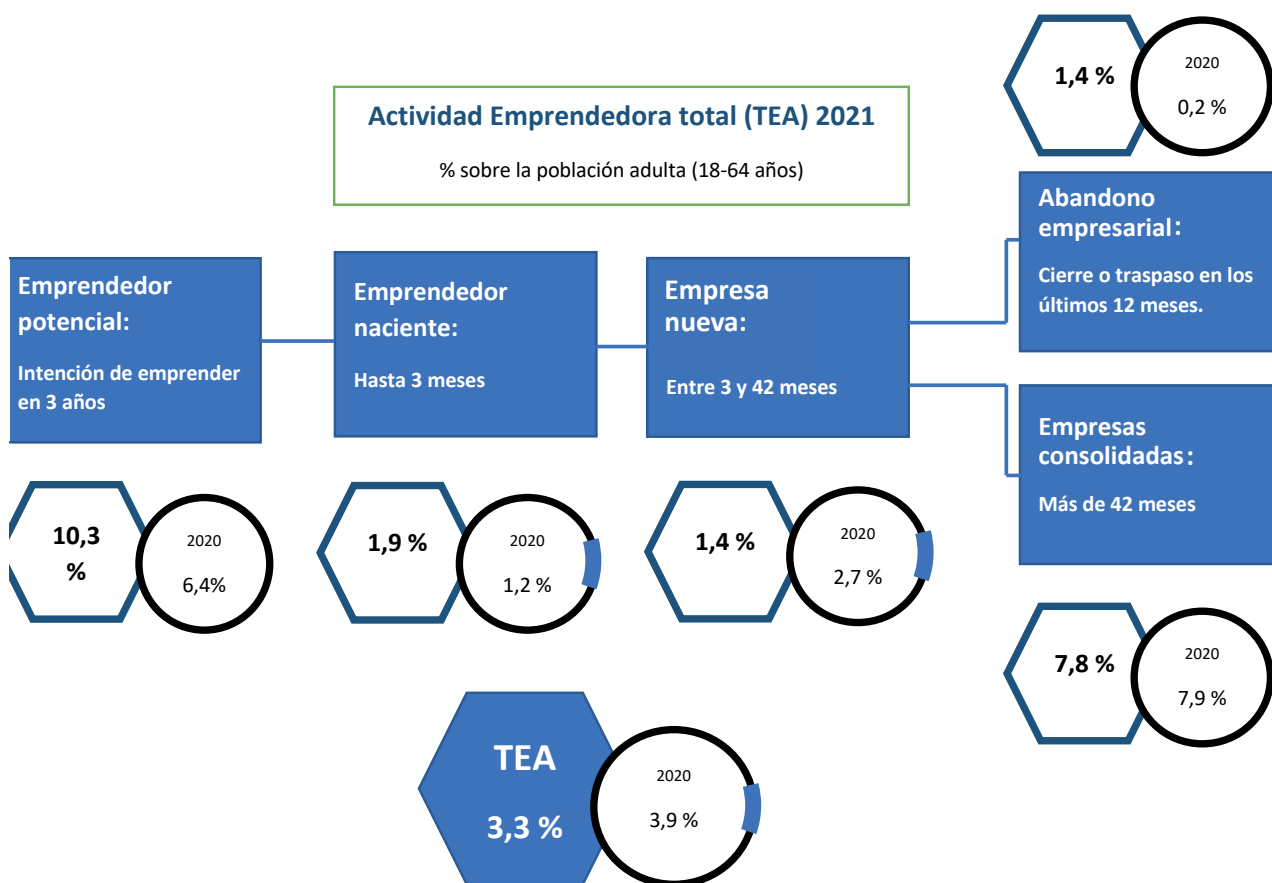 Actividad Emprendedora total (TEA) 2021
% sobre la población adulta (18-64 años)
1,4 %
2020
0,2 %
Abandono
empresarial:
Cierre o traspaso en los
últimos 12 meses.
Emprendedor
potencial:
Intención de emprender
en 3 años
Emprendedor
naciente:
Hasta 3 meses
Empresa
nueva:
Entre 3 y 42 meses
Empresas
consolidadas:
Más de 42 meses
10,3
%
2020
6,4%
1,9 %
2020
1,2 %
1,4 %
2020
2,7 %
7,8 %
2020
7,9 %
TEA
3,3 %
2020
3,9 %